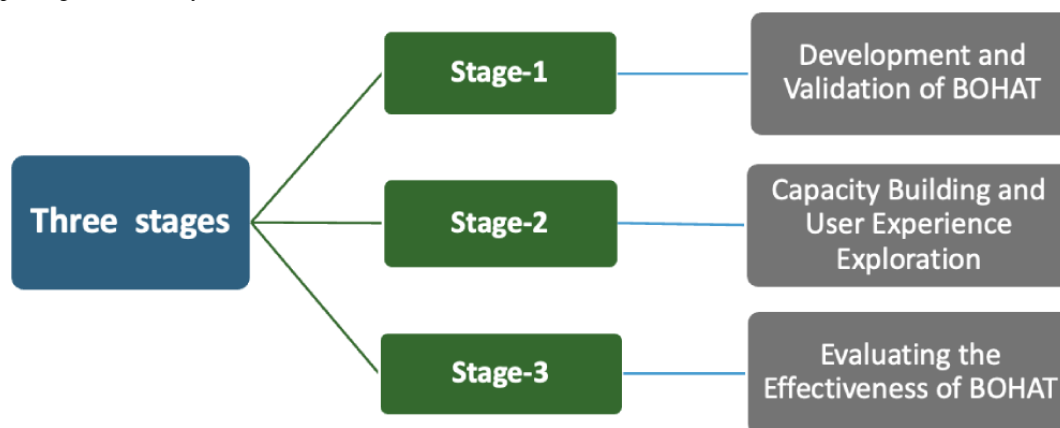 Stage-1
Development and
Validation of BOHAT
Three stages
Stage-2
Capacity Building and
User Experience
Exploration
Stage-3
Evaluating the
Effectiveness of BOHAT